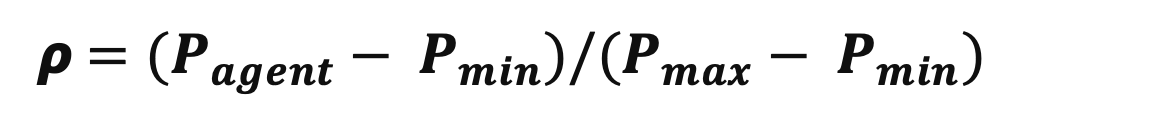 ρ = (P_agent − P_min)/(P_max − P_min)